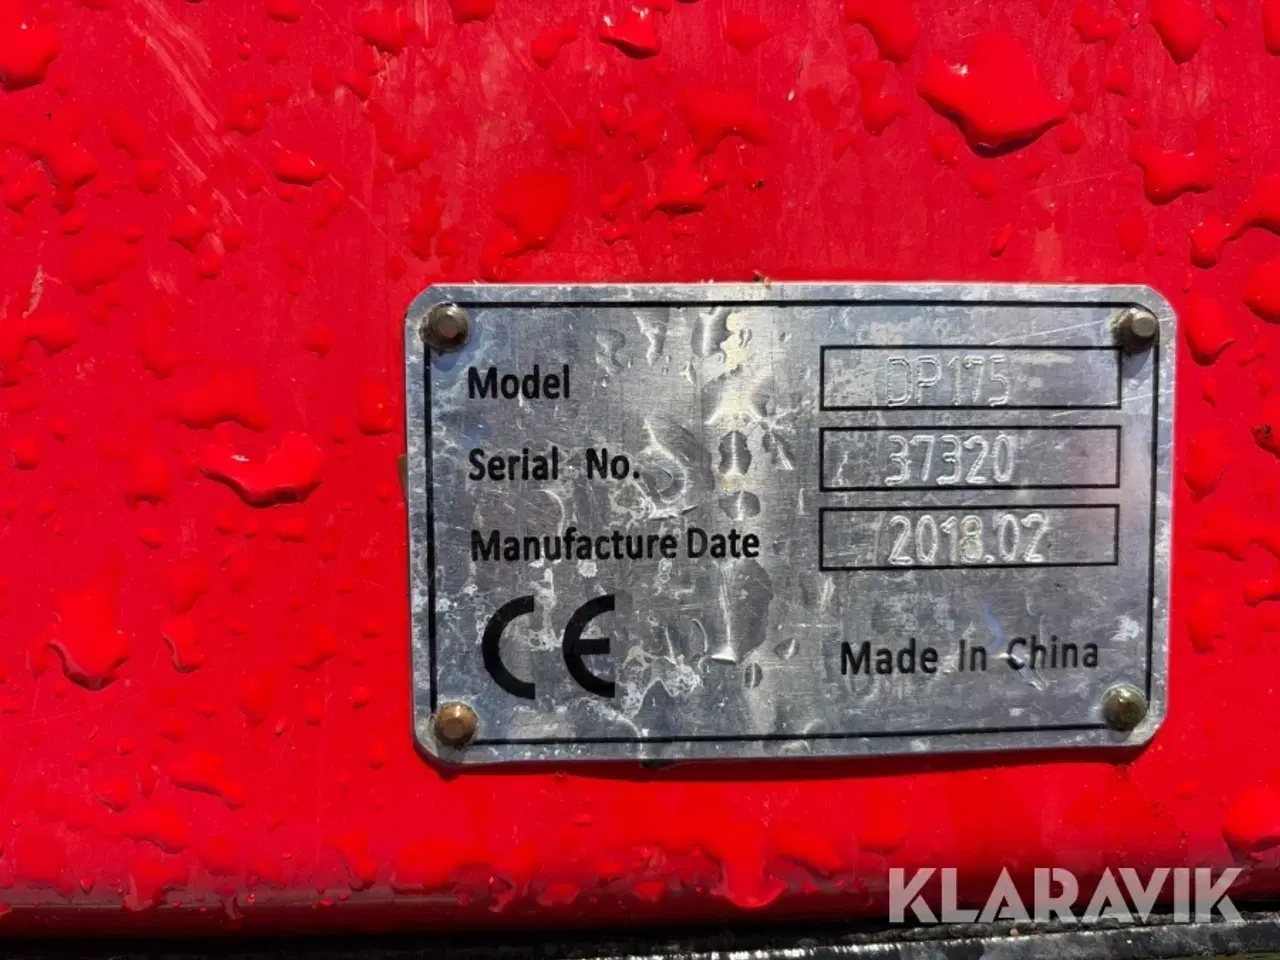 Model DP175
Serial No. 37320
Manufacture Date 2018.02
CE Made In China
KLARAVIK